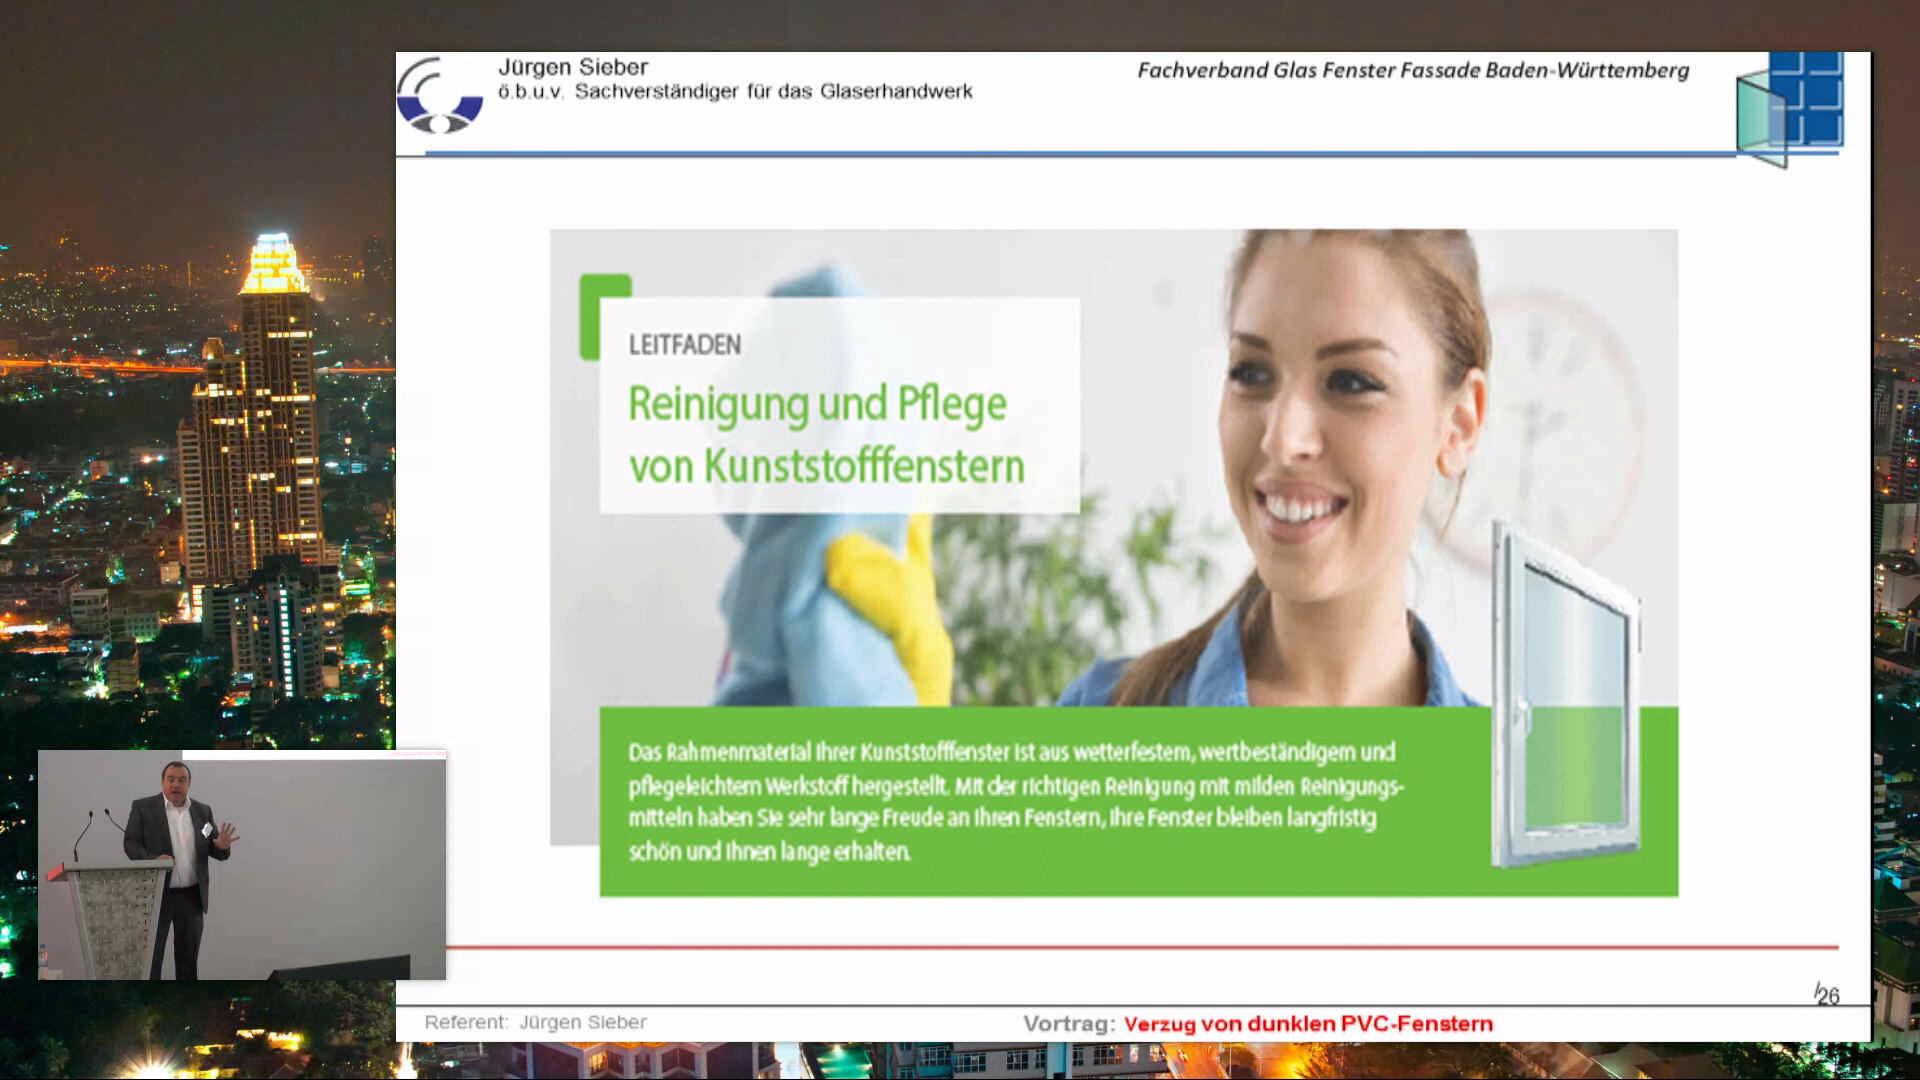 Jürgen Sieber
ö.b.u.v. Sachverständiger für das Glaserhandwerk
Fachverband Glas Fenster Fassade Baden-Württemberg
LEITFADEN
Reinigung und Pflege
von Kunststofffenstern
Das Rahmenmaterial Ihrer Kunststofffenster ist aus wetterfestem, wertbeständigem und
pflegeleichtem Werkstoff hergestellt. Mit der richtigen Reinigung mit milden Reinigungs-
mitteln haben Sie sehr lange Freude an Ihren Fenstern, Ihre Fenster bleiben langfristig
schön und Ihnen lange erhalten.
/26
Referent: Jürgen Sieber
Vortrag: Verzug von dunklen PVC-Fenstern